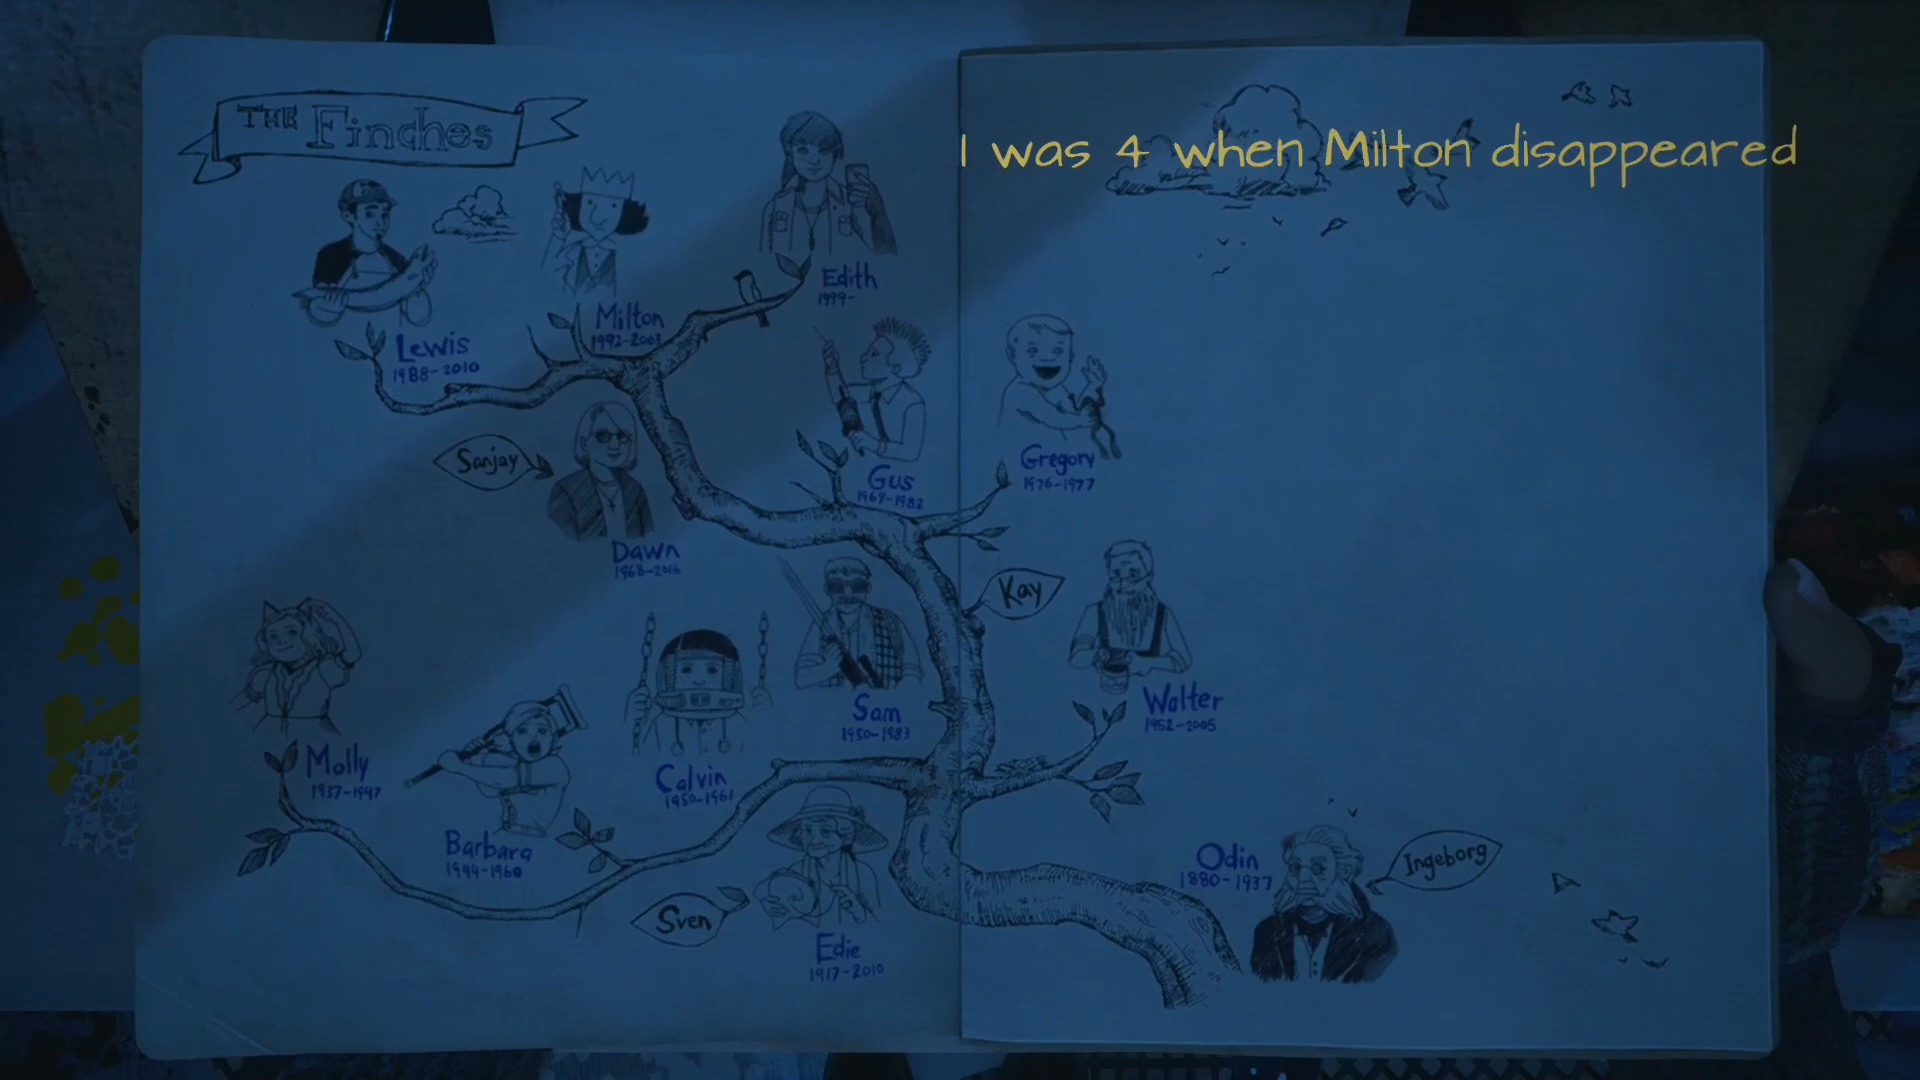 THE Finches
I was 4 when Milton disappeared
Edith
1999-
Milton
1992-2003
Lewis
1988-2010
Sanjay
Dawn
1968-2016
Gus
1969-1982
Gregory
1976-1977
Kay
Molly
1937-1947
Barbara
1944-1960
Calvin
1950-1961
Sam
1950-1983
Walter
1952-2005
Sven
Edie
1917-2010
Odin
1880-1937
Ingeborg